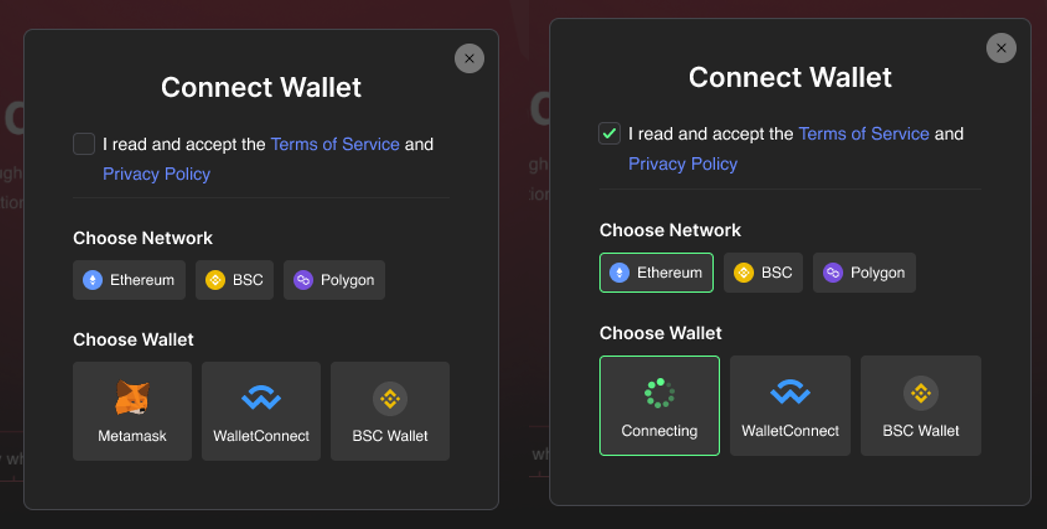 Connect Wallet
I read and accept the Terms of Service and
Privacy Policy
Choose Network
Ethereum
BSC
Polygon
Choose Wallet
Metamask
WalletConnect
BSC Wallet
Connect Wallet
I read and accept the Terms of Service and
Privacy Policy
Choose Network
Ethereum
BSC
Polygon
Choose Wallet
Connecting
WalletConnect
BSC Wallet